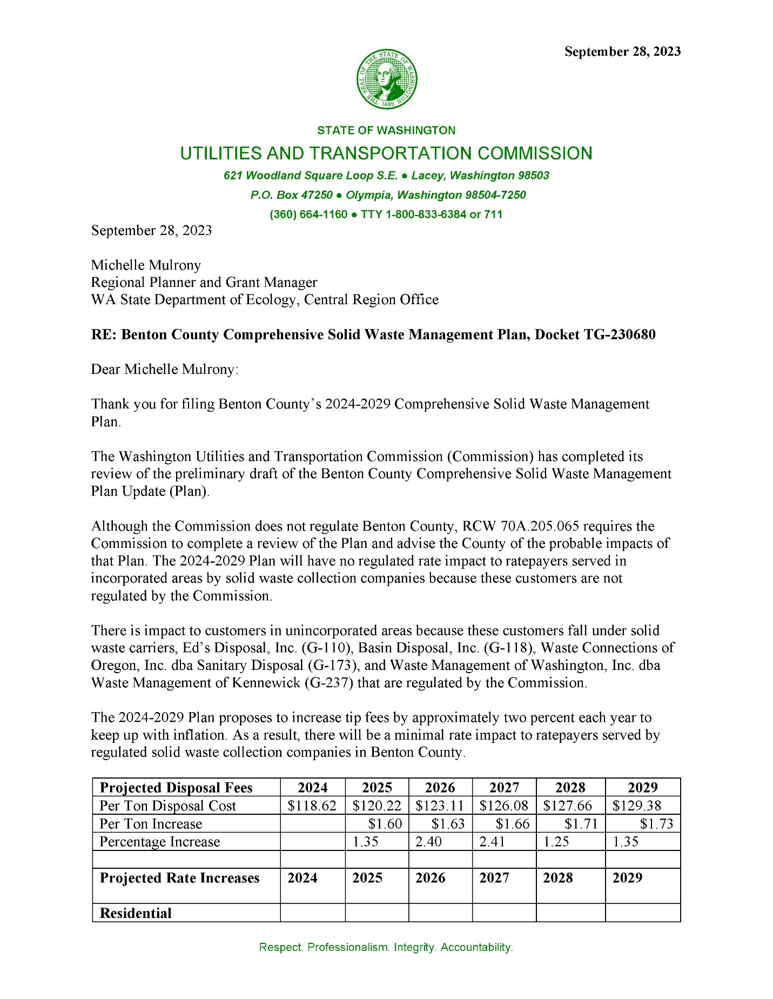 September 28, 2023
THE SEAL OF THE STATE OF WASHINGTON
1889
STATE OF WASHINGTON
UTILITIES AND TRANSPORTATION COMMISSION
621 Woodland Square Loop S.E. ● Lacey, Washington 98503
P.O. Box 47250 ● Olympia, Washington 98504-7250
(360) 664-1160 ● TTY 1-800-833-6384 or 711
September 28, 2023
Michelle Mulrony
Regional Planner and Grant Manager
WA State Department of Ecology, Central Region Office
RE: Benton County Comprehensive Solid Waste Management Plan, Docket TG-230680
Dear Michelle Mulrony:
Thank you for filing Benton County’s 2024-2029 Comprehensive Solid Waste Management
Plan.
The Washington Utilities and Transportation Commission (Commission) has completed its
review of the preliminary draft of the Benton County Comprehensive Solid Waste Management
Plan Update (Plan).
Although the Commission does not regulate Benton County, RCW 70A.205.065 requires the
Commission to complete a review of the Plan and advise the County of the probable impacts of
that Plan. The 2024-2029 Plan will have no regulated rate impact to ratepayers served in
incorporated areas by solid waste collection companies because these customers are not
regulated by the Commission.
There is impact to customers in unincorporated areas because these customers fall under solid
waste carriers, Ed’s Disposal, Inc. (G-110), Basin Disposal, Inc. (G-118), Waste Connections of
Oregon, Inc. dba Sanitary Disposal (G-173), and Waste Management of Washington, Inc. dba
Waste Management of Kennewick (G-237) that are regulated by the Commission.
The 2024-2029 Plan proposes to increase tip fees by approximately two percent each year to
keep up with inflation. As a result, there will be a minimal rate impact to ratepayers served by
regulated solid waste collection companies in Benton County.
Projected Disposal Fees 2024 2025 2026 2027 2028 2029
Per Ton Disposal Cost $118.62 $120.22 $123.11 $126.08 $127.66 $129.38
Per Ton Increase $1.60 $1.63 $1.66 $1.71 $1.73
Percentage Increase 1.35 2.40 2.41 1.25 1.35
Projected Rate Increases 2024 2025 2026 2027 2028 2029
Residential
Respect. Professionalism. Integrity. Accountability.